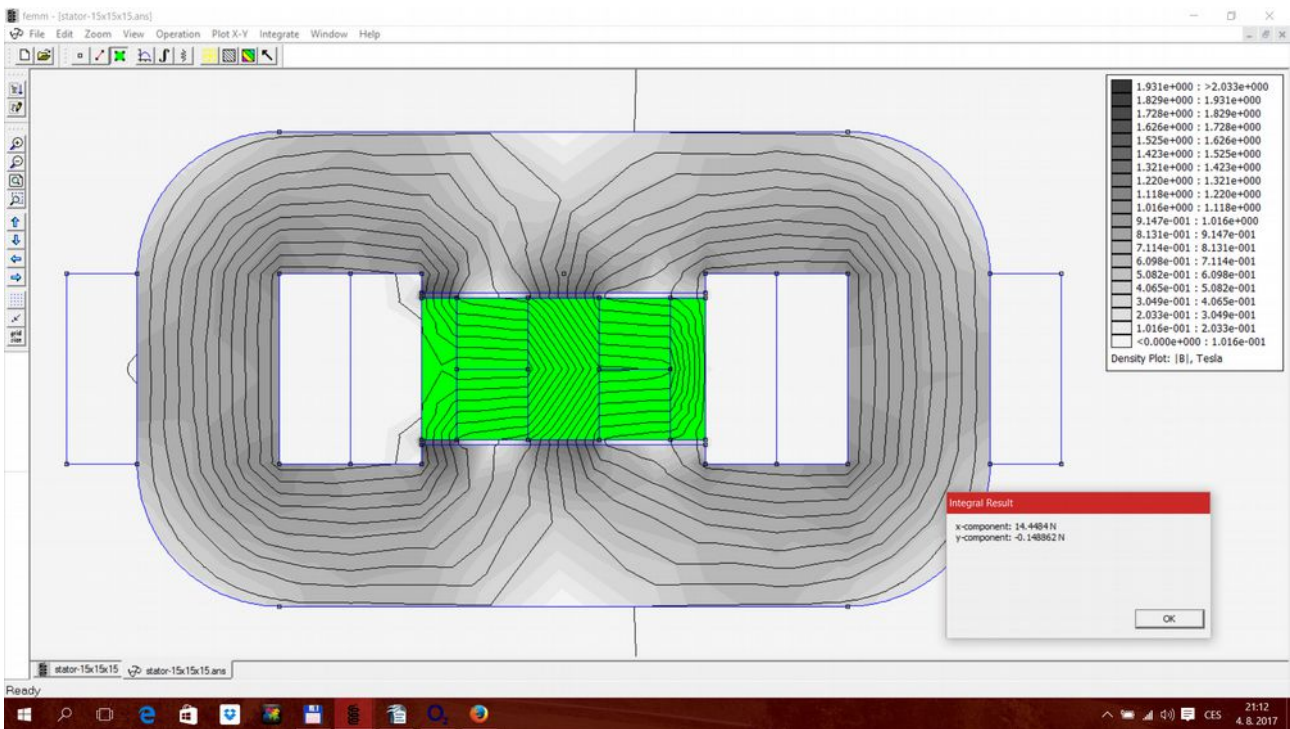 femm - [stator-15x15x15.ans]
File Edit Zoom View Operation Plot X-Y Integrate Window Help
1.931e+000 : >2.033e+000
1.829e+000 : 1.931e+000
1.728e+000 : 1.829e+000
1.626e+000 : 1.728e+000
1.525e+000 : 1.626e+000
1.423e+000 : 1.525e+000
1.321e+000 : 1.423e+000
1.220e+000 : 1.321e+000
1.118e+000 : 1.220e+000
1.016e+000 : 1.118e+000
9.147e-001 : 1.016e+000
8.131e-001 : 9.147e-001
7.114e-001 : 8.131e-001
6.098e-001 : 7.114e-001
5.082e-001 : 6.098e-001
4.065e-001 : 5.082e-001
3.049e-001 : 4.065e-001
2.033e-001 : 3.049e-001
1.016e-001 : 2.033e-001
<0.000e+000 : 1.016e-001
Density Plot: |B|, Tesla
grid
size
Integral Result
x-component: 14.4484 N
y-component: -0.148862 N
OK
stator-15x15x15 stator-15x15x15.ans
Ready
CES
21:12
4. 8. 2017